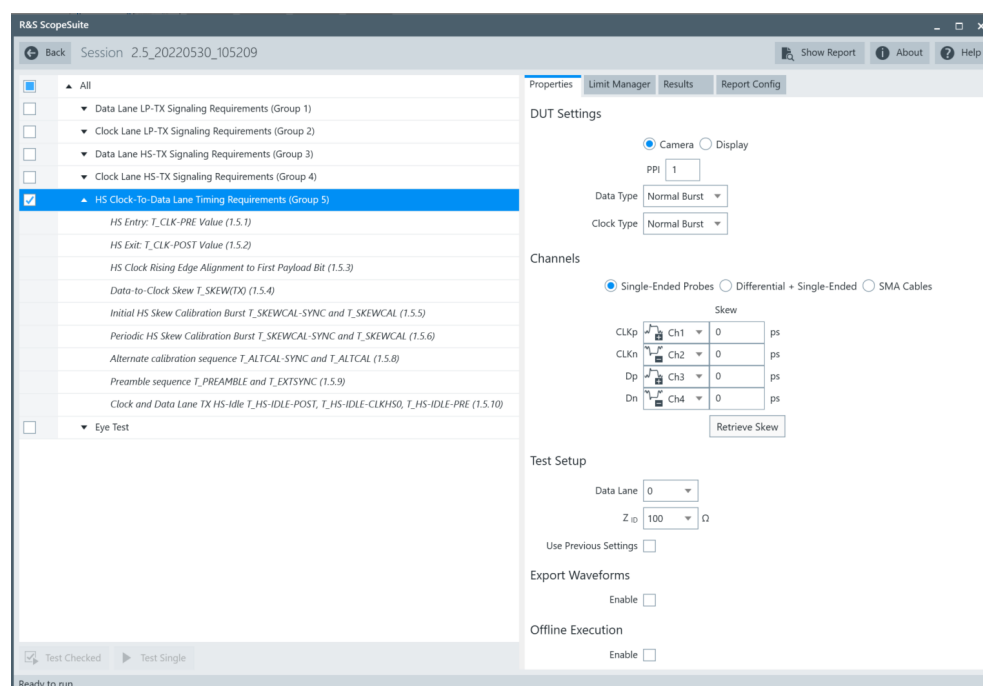 R&S ScopeSuite
Back Session 2.5_20220530_105209 Show Report About Help
All
Data Lane LP-TX Signaling Requirements (Group 1)
Clock Lane LP-TX Signaling Requirements (Group 2)
Data Lane HS-TX Signaling Requirements (Group 3)
Clock Lane HS-TX Signaling Requirements (Group 4)
HS Clock-To-Data Lane Timing Requirements (Group 5)
HS Entry: T_CLK-PRE Value (1.5.1)
HS Exit: T_CLK-POST Value (1.5.2)
HS Clock Rising Edge Alignment to First Payload Bit (1.5.3)
Data-to-Clock Skew T_SKEW(TX) (1.5.4)
Initial HS Skew Calibration Burst T_SKEWCAL-SYNC and T_SKEWCAL (1.5.5)
Periodic HS Skew Calibration Burst T_SKEWCAL-SYNC and T_SKEWCAL (1.5.6)
Alternate calibration sequence T_ALTCAL-SYNC and T_ALTCAL (1.5.8)
Preamble sequence T_PREAMBLE and T_EXTSYNC (1.5.9)
Clock and Data Lane TX HS-Idle T_HS-IDLE-POST, T_HS-IDLE-CLKHS0, T_HS-IDLE-PRE (1.5.10)
Eye Test
Test Checked Test Single
Ready to run
Properties Limit Manager Results Report Config
DUT Settings
Camera Display
PPI 1
Data Type Normal Burst
Clock Type Normal Burst
Channels
Single-Ended Probes Differential + Single-Ended SMA Cables
Skew
CLKp Ch1 0 ps
CLKn Ch2 0 ps
Dp Ch3 0 ps
Dn Ch4 0 ps
Retrieve Skew
Test Setup
Data Lane 0
Z ID 100 Ω
Use Previous Settings
Export Waveforms
Enable
Offline Execution
Enable